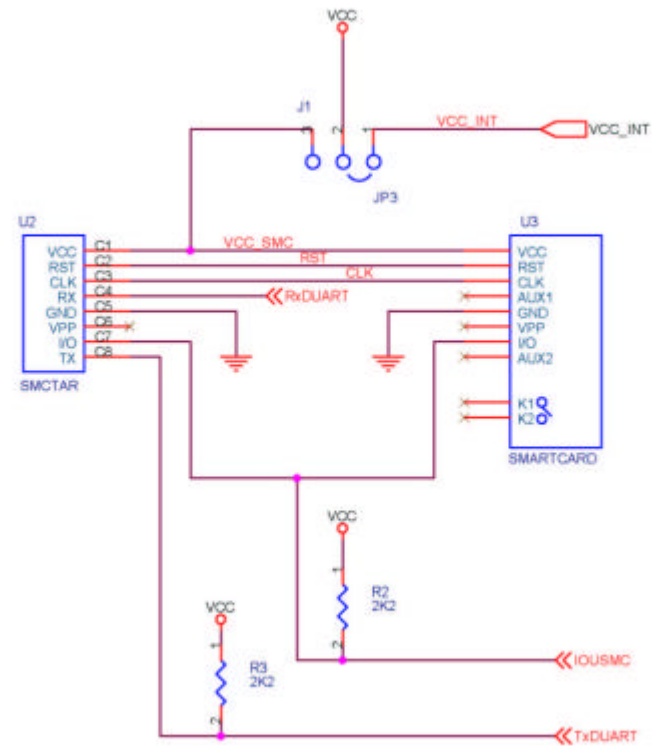 VCC
J1
3
2
1
VCC_INT
VCC_INT
JP3
U2
U3
VCC C1
VCC_SMC
VCC
RST C2
RST
RST
CLK C3
CLK
CLK
RX C4
RxDUART
AUX1
GND C5
GND
VPP C6
VPP
I/O C7
I/O
TX C8
AUX2
SMCTAR
K1
K2
SMARTCARD
VCC
1
R2
2K2
VCC
2
1
R3
2K2
IOUSMC
2
TxDUART